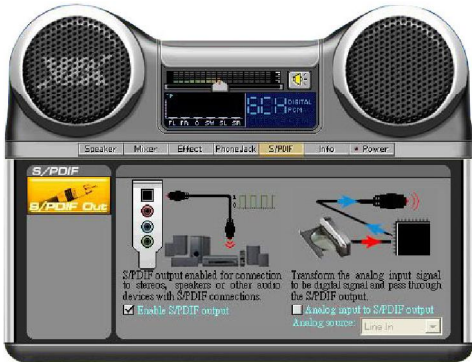 6CH DIGITAL
PCM
FL FR C SW SL SR
Speaker Mixer Effect PhoneJack S/PDIF Info • Power
S/PDIF
S/PDIF Out
S/PDIF output enabled for connection
to stereos, speakers or other audio
devices with S/PDIF connections.
Enable S/PDIF output
Transform the analog input signal
to be digital signal and pass through
the S/PDIF output.
Analog input to S/PDIF output
Analog source: Line In